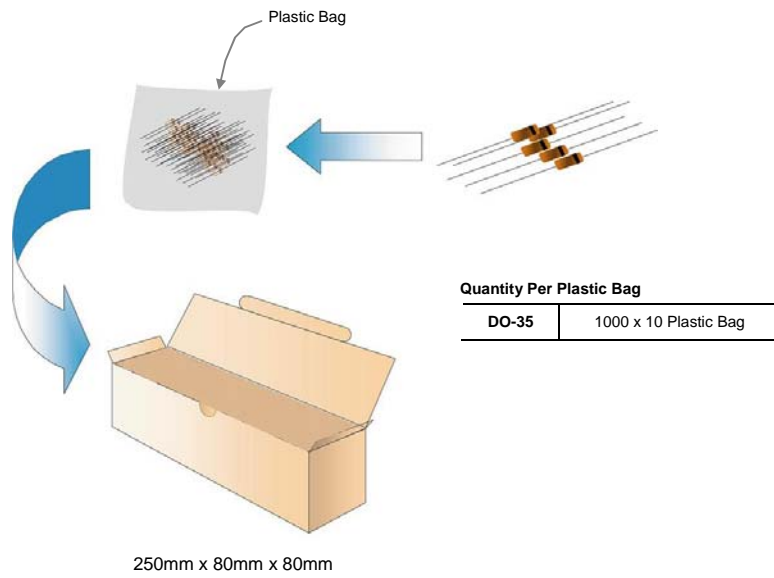 Plastic Bag
Quantity Per Plastic Bag
DO-35 1000 x 10 Plastic Bag
250mm x 80mm x 80mm